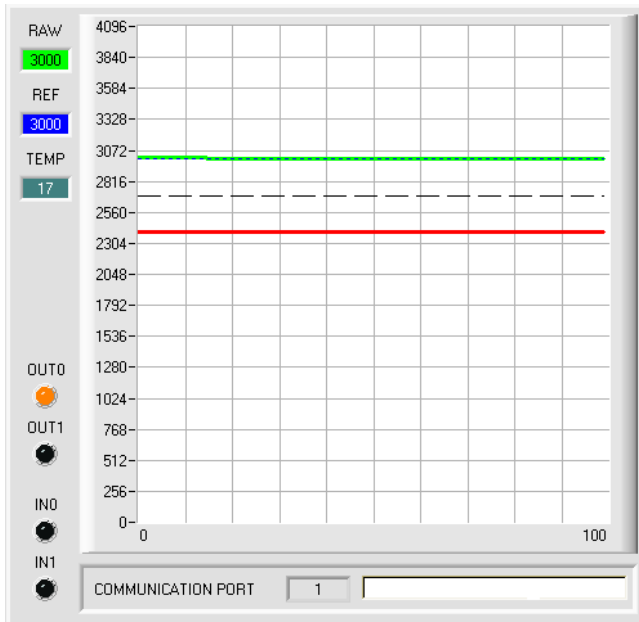 RAW
3000
REF
3000
TEMP
17
OUT0
OUT1
IN0
IN1
4096
3840
3584
3328
3072
2816
2560
2304
2048
1792
1536
1280
1024
768
512
256
0
0 100
COMMUNICATION PORT 1